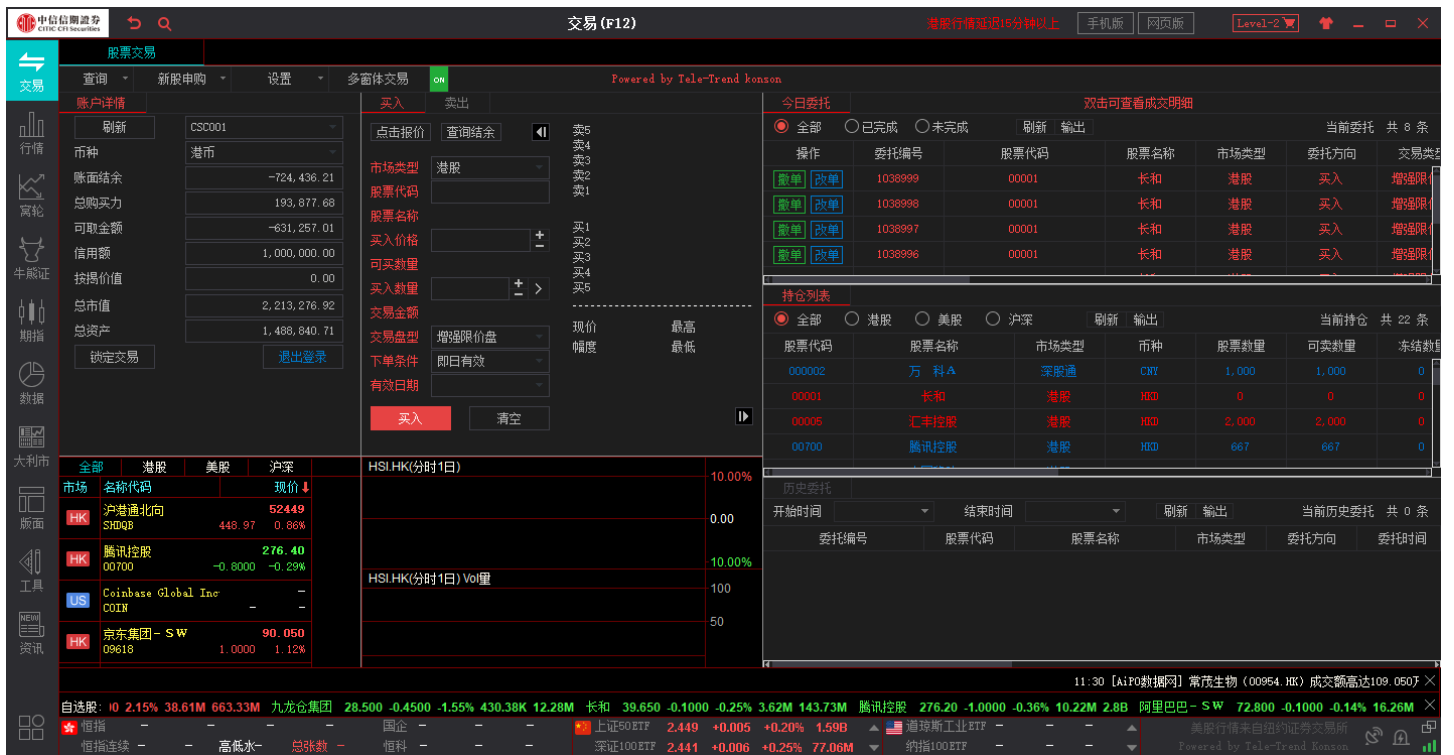 中信信期證券
CITIC CFI Securities
交易(F12)
港股行情延迟15分钟以上
手机版
网页版
Level-2
交易
行情
窝轮
牛熊证
期指
数据
大利市
版面
工具
NEW
资讯
股票交易
查询
新股申购
设置
多窗体交易
ON
Powered by Tele-Trend konson
账户详情
刷新
CSC001
币种
港币
账面结余
-724,436.21
总购买力
193,877.68
可取金额
-631,257.01
信用额
1,000,000.00
按揭价值
0.00
总市值
2,213,276.92
总资产
1,488,840.71
锁定交易
退出登录
买入
卖出
点击报价
查询结余
市场类型
港股
股票代码
股票名称
买入价格
可买数量
买入数量
交易金额
交易盘型
增强限价盘
下单条件
即日有效
有效日期
买入
清空
卖5
卖4
卖3
卖2
卖1
买1
买2
买3
买4
买5
现价 最高
幅度 最低
今日委托
双击可查看成交明细
全部 已完成 未完成 刷新 输出 当前委托 共 8 条
操作 委托编号 股票代码 股票名称 市场类型 委托方向 交易类型
撤单 改单 1038999 00001 长和 港股 买入 增强限价
撤单 改单 1038998 00001 长和 港股 买入 增强限价
撤单 改单 1038997 00001 长和 港股 买入 增强限价
撤单 改单 1038996 00001 长和 港股 买入 增强限价
持仓列表
全部 港股 美股 沪深 刷新 输出 当前持仓 共 22 条
股票代码 股票名称 市场类型 币种 股票数量 可卖数量 冻结数量
000002 万 科A 深股通 CNY 1,000 1,000 0
00001 长和 港股 HKD 0 0 0
00005 汇丰控股 港股 HKD 2,000 2,000 0
00700 腾讯控股 港股 HKD 667 667 0
历史委托
开始时间 结束时间 刷新 输出 当前历史委托 共 0 条
委托编号 股票代码 股票名称 市场类型 委托方向 委托时间
全部 港股 美股 沪深
市场 名称代码 现价
HK 沪港通北向 52449
SHDQB 448.97 0.86%
HK 腾讯控股 276.40
00700 -0.8000 -0.29%
US Coinbase Global Inc -
COIN - -
HK 京东集团-SW 90.050
09618 1.0000 1.12%
HSI.HK(分时1日)
10.00%
0.00
10.00%
HSI.HK(分时1日) Vol量
100
50
11:30 [AiPO数据网] 常茂生物(00954.HK) 成交额高达109.050万
自选股: 10 2.15% 38.61M 663.33M 九龙仓集团 28.500 -0.4500 -1.55% 430.38K 12.28M 长和 39.650 -0.1000 -0.25% 3.62M 143.73M 腾讯控股 276.20 -1.0000 -0.36% 10.22M 2.8B 阿里巴巴-SW 72.800 -0.1000 -0.14% 16.26M
恒指 - - - 国企 - - 上证50ETF 2.449 +0.005 +0.20% 1.59B 道琼斯工业ETF - - - 美股行情来自纽约证券交易所
恒指连续 - 高低水- 总张数 - 恒科 - - 深证100ETF 2.441 +0.006 +0.25% 77.06M 纳指100ETF - - - Powered by Tele-Trend Konson